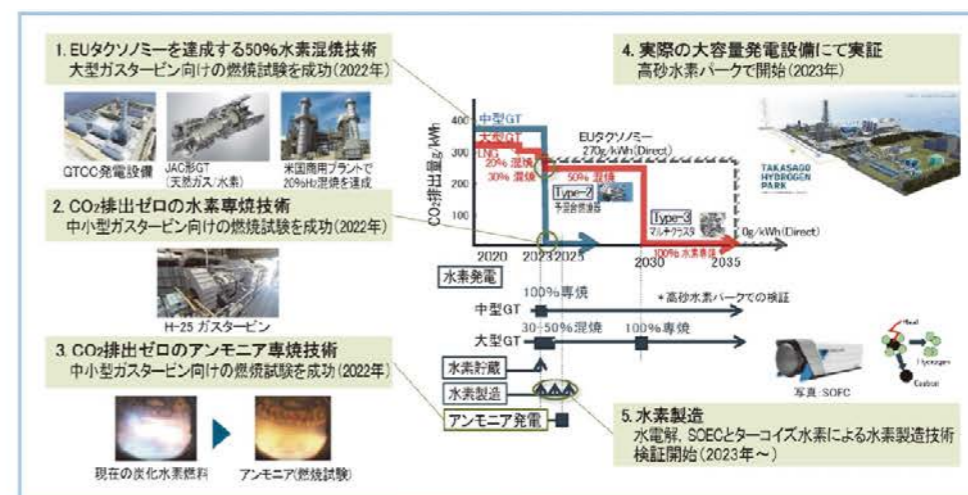 1. EUタクソノミーを達成する50%水素混焼技術
大型ガスタービン向けの燃焼試験を成功(2022年)
GTCC発電設備
JAC形GT
(天然ガス/水素)
米国商用プラントで
20%H₂混焼を達成
2. CO₂排出ゼロの水素専焼技術
中小型ガスタービン向けの燃焼試験を成功(2022年)
H-25 ガスタービン
3. CO₂排出ゼロのアンモニア専焼技術
中小型ガスタービン向けの燃焼試験を成功(2022年)
現在の炭化水素燃料
アンモニア(燃焼試験)
CO₂排出量g/kWh
400
300
200
100
中型GT
大型GT
LNG
20% 混焼
30% 混焼
50% 混焼
EUタクソノミー
270g/kWh(Direct)
Type-2
予混合燃焼器
Type-3
マルチクラスタ
0g/kWh(Direct)
100% 水素専焼
2020
2023
2025
2030
2035
水素発電
100%専焼
中型GT
*高砂水素パークでの検証
30-50%混焼
100%専焼
大型GT
水素貯蔵
水素製造
アンモニア発電
4. 実際の大容量発電設備にて実証
高砂水素パークで開始(2023年)
TAKASAGO
HYDROGEN
PARK
写真:SOFC
Heat
Hydrogen
Carbon
5. 水素製造
水電解, SOECとターコイズ水素による水素製造技術
検証開始(2023年～)